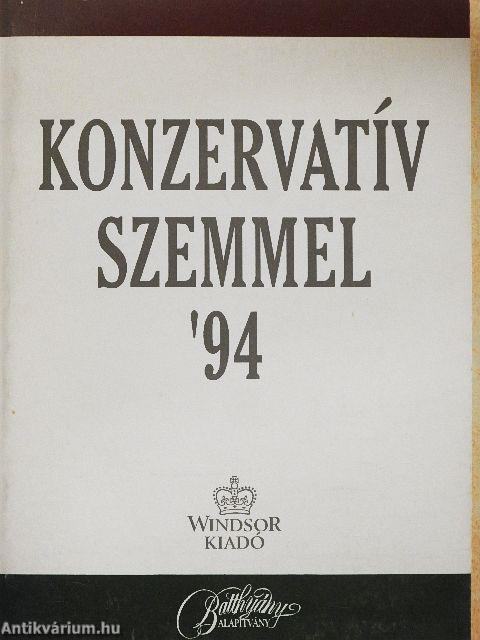 KONZERVATÍV
SZEMMEL
'94
WINDSOR
KIADÓ
Batthyány
ALAPÍTVÁNY
Antikvárium.hu